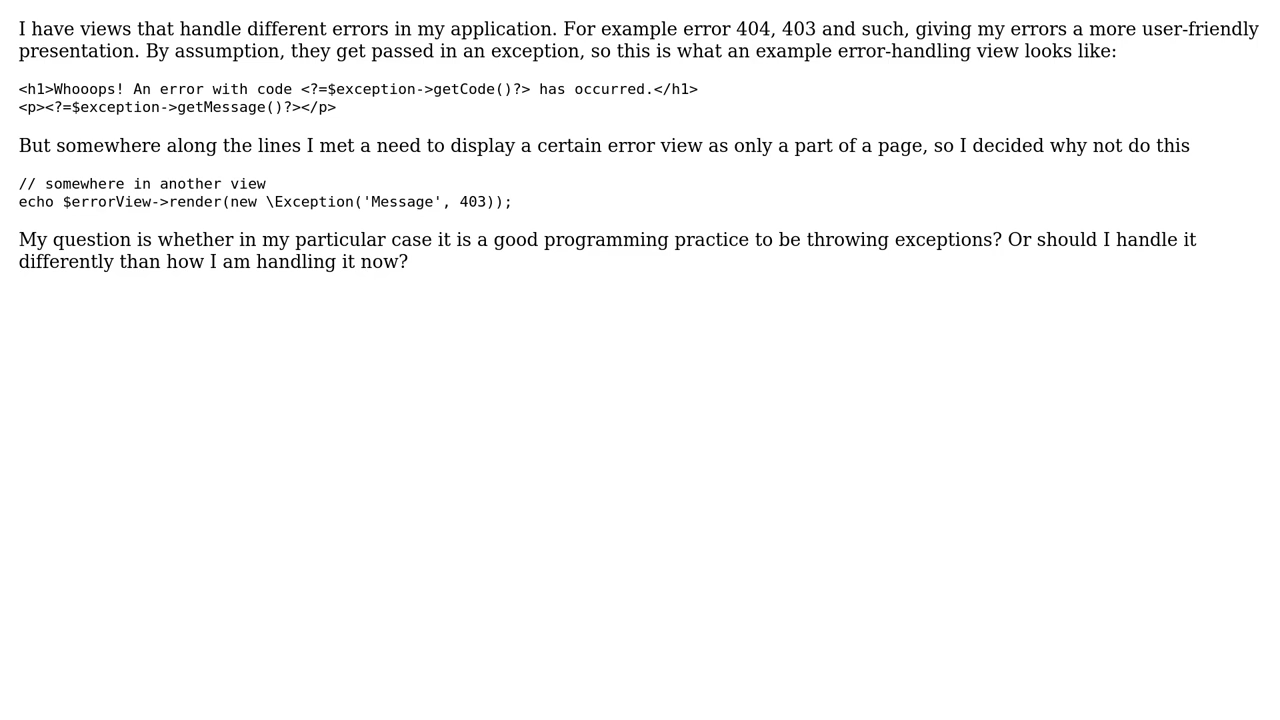 I have views that handle different errors in my application. For example error 404, 403 and such, giving my errors a more user-friendly
presentation. By assumption, they get passed in an exception, so this is what an example error-handling view looks like:
<h1>Whooops! An error with code <?=$exception->getCode()?> has occurred.</h1>
<p><?=$exception->getMessage()?></p>
But somewhere along the lines I met a need to display a certain error view as only a part of a page, so I decided why not do this
// somewhere in another view
echo $errorView->render(new \Exception('Message', 403));
My question is whether in my particular case it is a good programming practice to be throwing exceptions? Or should I handle it
differently than how I am handling it now?